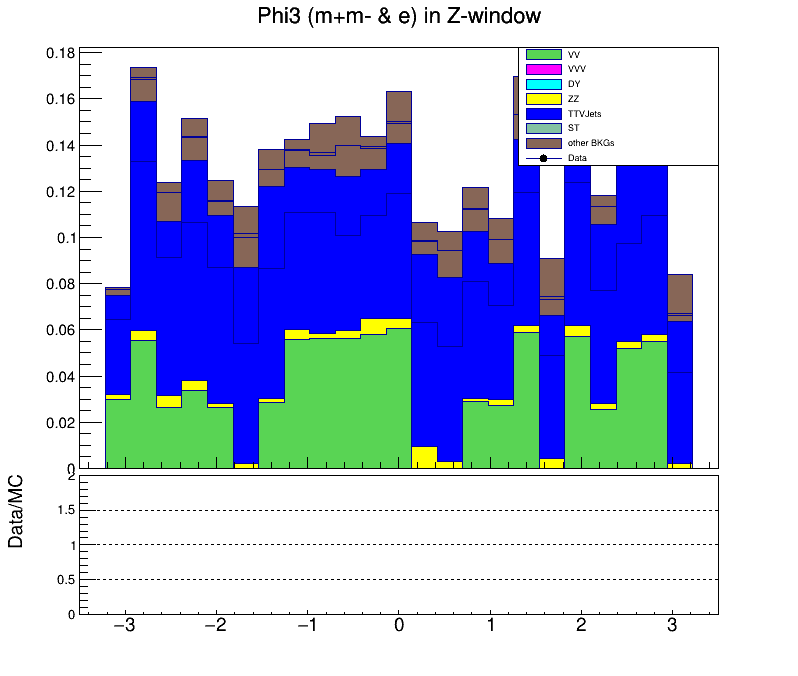 Phi3 (m+m- & e) in Z-window
0.18
0.16
0.14
0.12
0.1
0.08
0.06
0.04
0.02
0
VV
VVV
DY
ZZ
TTVJets
ST
other BKGs
Data
Data/MC
2
1.5
1
0.5
0
−3 −2 −1 0 1 2 3